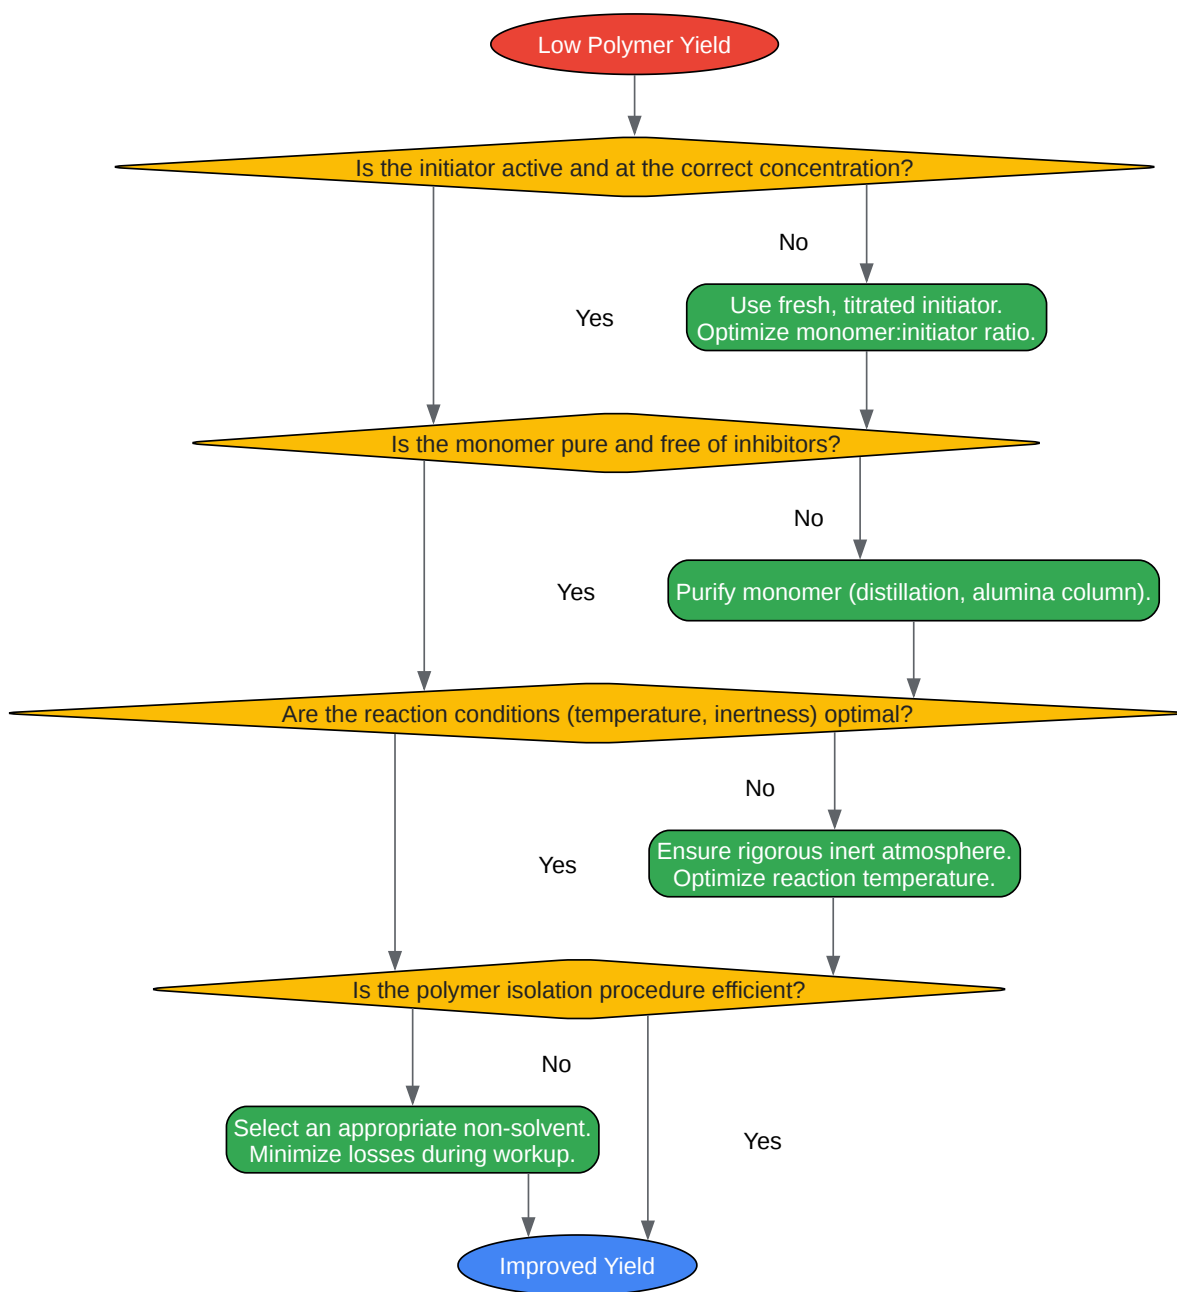 Low Polymer Yield
Is the initiator active and at the correct concentration?
No
Use fresh, titrated initiator.
Optimize monomer:initiator ratio.
Yes
Is the monomer pure and free of inhibitors?
No
Yes
Purify monomer (distillation, alumina column).
Are the reaction conditions (temperature, inertness) optimal?
No
Ensure rigorous inert atmosphere.
Optimize reaction temperature.
Yes
Is the polymer isolation procedure efficient?
No
Select an appropriate non-solvent.
Minimize losses during workup.
Yes
Improved Yield